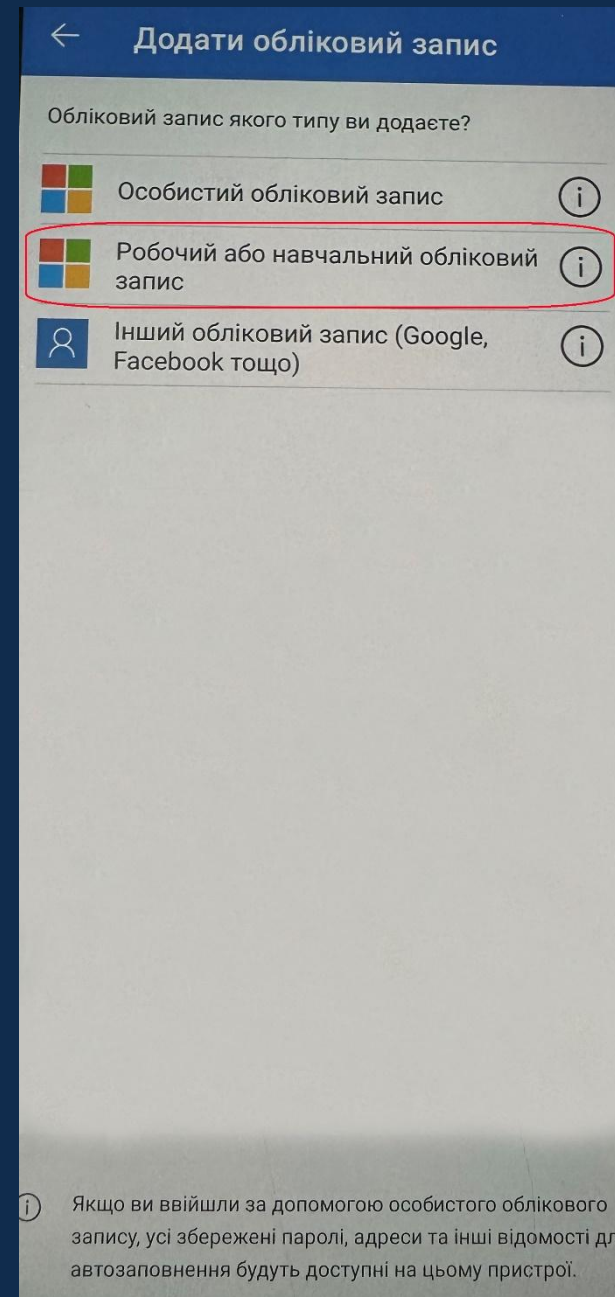 Додати обліковий запис
Обліковий запис якого типу ви додаєте?
Особистий обліковий запис
Робочий або навчальний обліковий
запис
Інший обліковий запис (Google,
Facebook тощо)
Якщо ви ввійшли за допомогою особистого облікового
запису, усі збережені паролі, адреси та інші відомості дл
автозаповнення будуть доступні на цьому пристрої.